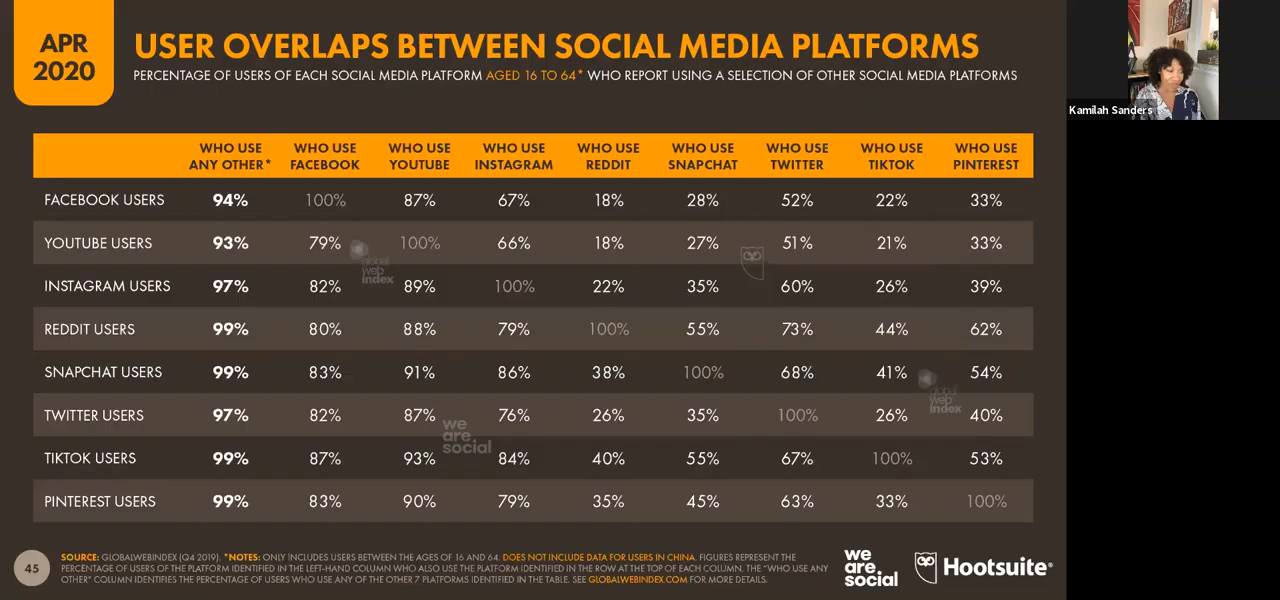 APR
2020
USER OVERLAPS BETWEEN SOCIAL MEDIA PLATFORMS
PERCENTAGE OF USERS OF EACH SOCIAL MEDIA PLATFORM AGED 16 TO 64* WHO REPORT USING A SELECTION OF OTHER SOCIAL MEDIA PLATFORMS
Kamilah Sanders
WHO USE ANY OTHER* WHO USE FACEBOOK WHO USE YOUTUBE WHO USE INSTAGRAM WHO USE REDDIT WHO USE SNAPCHAT WHO USE TWITTER WHO USE TIKTOK WHO USE PINTEREST
FACEBOOK USERS 94% 100% 87% 67% 18% 28% 52% 22% 33%
YOUTUBE USERS 93% 79% 100% 66% 18% 27% 51% 21% 33%
global
web
index
INSTAGRAM USERS 97% 82% 89% 100% 22% 35% 60% 26% 39%
REDDIT USERS 99% 80% 88% 79% 100% 55% 73% 44% 62%
SNAPCHAT USERS 99% 83% 91% 86% 38% 100% 68% 41% 54%
global
web
index
TWITTER USERS 97% 82% 87% 76% 26% 35% 100% 26% 40%
we
are
social
TIKTOK USERS 99% 87% 93% 84% 40% 55% 67% 100% 53%
PINTEREST USERS 99% 83% 90% 79% 35% 45% 63% 33% 100%
45
SOURCE: GLOBALWEBINDEX (Q4 2019). *NOTES: ONLY INCLUDES USERS BETWEEN THE AGES OF 16 AND 64. DOES NOT INCLUDE DATA FOR USERS IN CHINA. FIGURES REPRESENT THE
PERCENTAGE OF USERS OF THE PLATFORM IDENTIFIED IN THE LEFT-HAND COLUMN WHO ALSO USE THE PLATFORM IDENTIFIED IN THE ROW AT THE TOP OF EACH COLUMN. THE "WHO USE ANY
OTHER" COLUMN IDENTIFIES THE PERCENTAGE OF USERS WHO USE ANY OF THE OTHER 7 PLATFORMS IDENTIFIED IN THE TABLE. SEE GLOBALWEBINDEX.COM FOR MORE DETAILS.
we
are
social
Hootsuite®